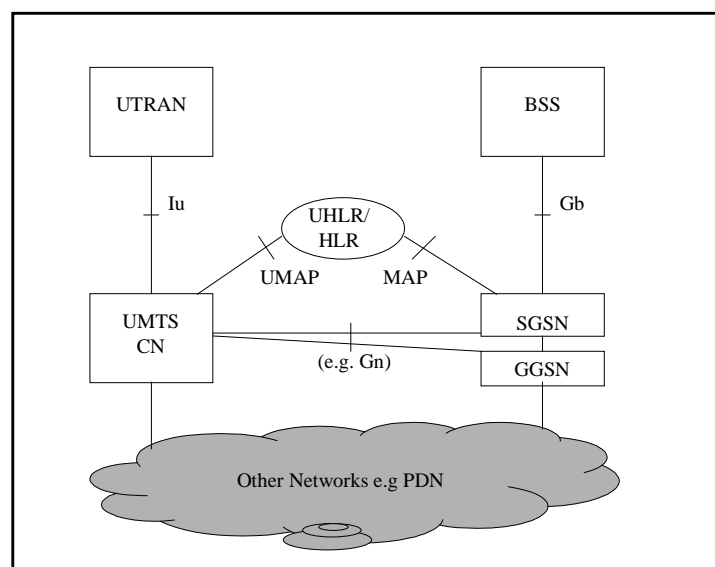 UTRAN
BSS
Iu
Gb
UHLR/
HLR
UMAP
MAP
UMTS
CN
SGSN
(e.g. Gn)
GGSN
Other Networks e.g PDN